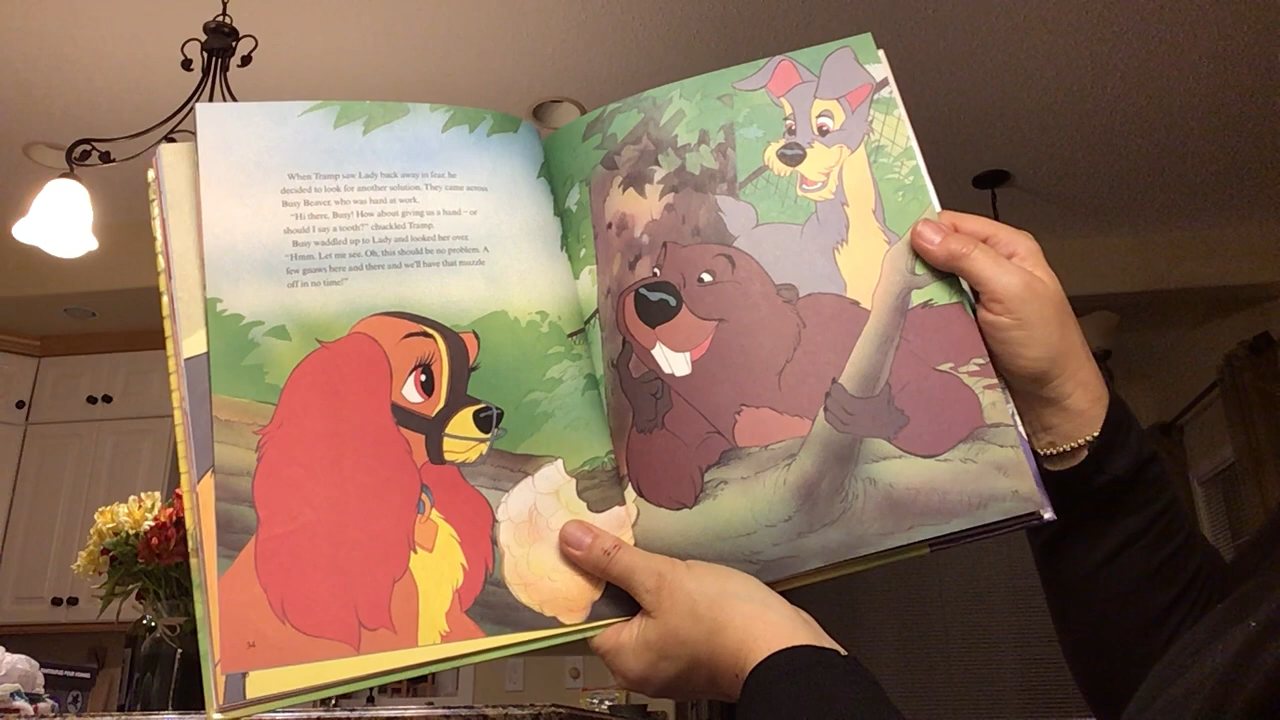 When Tramp saw Lady back away in fear, he
decided to look for another solution. They came across
Busy Beaver, who was hard at work.
"Hi there, Busy! How about giving us a hand – or
should I say a tooth?" chuckled Tramp.
Busy waddled up to Lady and looked her over.
"Hmm. Let me see. Oh, this should be no problem. A
few gnaws here and there and we'll have that muzzle
off in no time!"
34